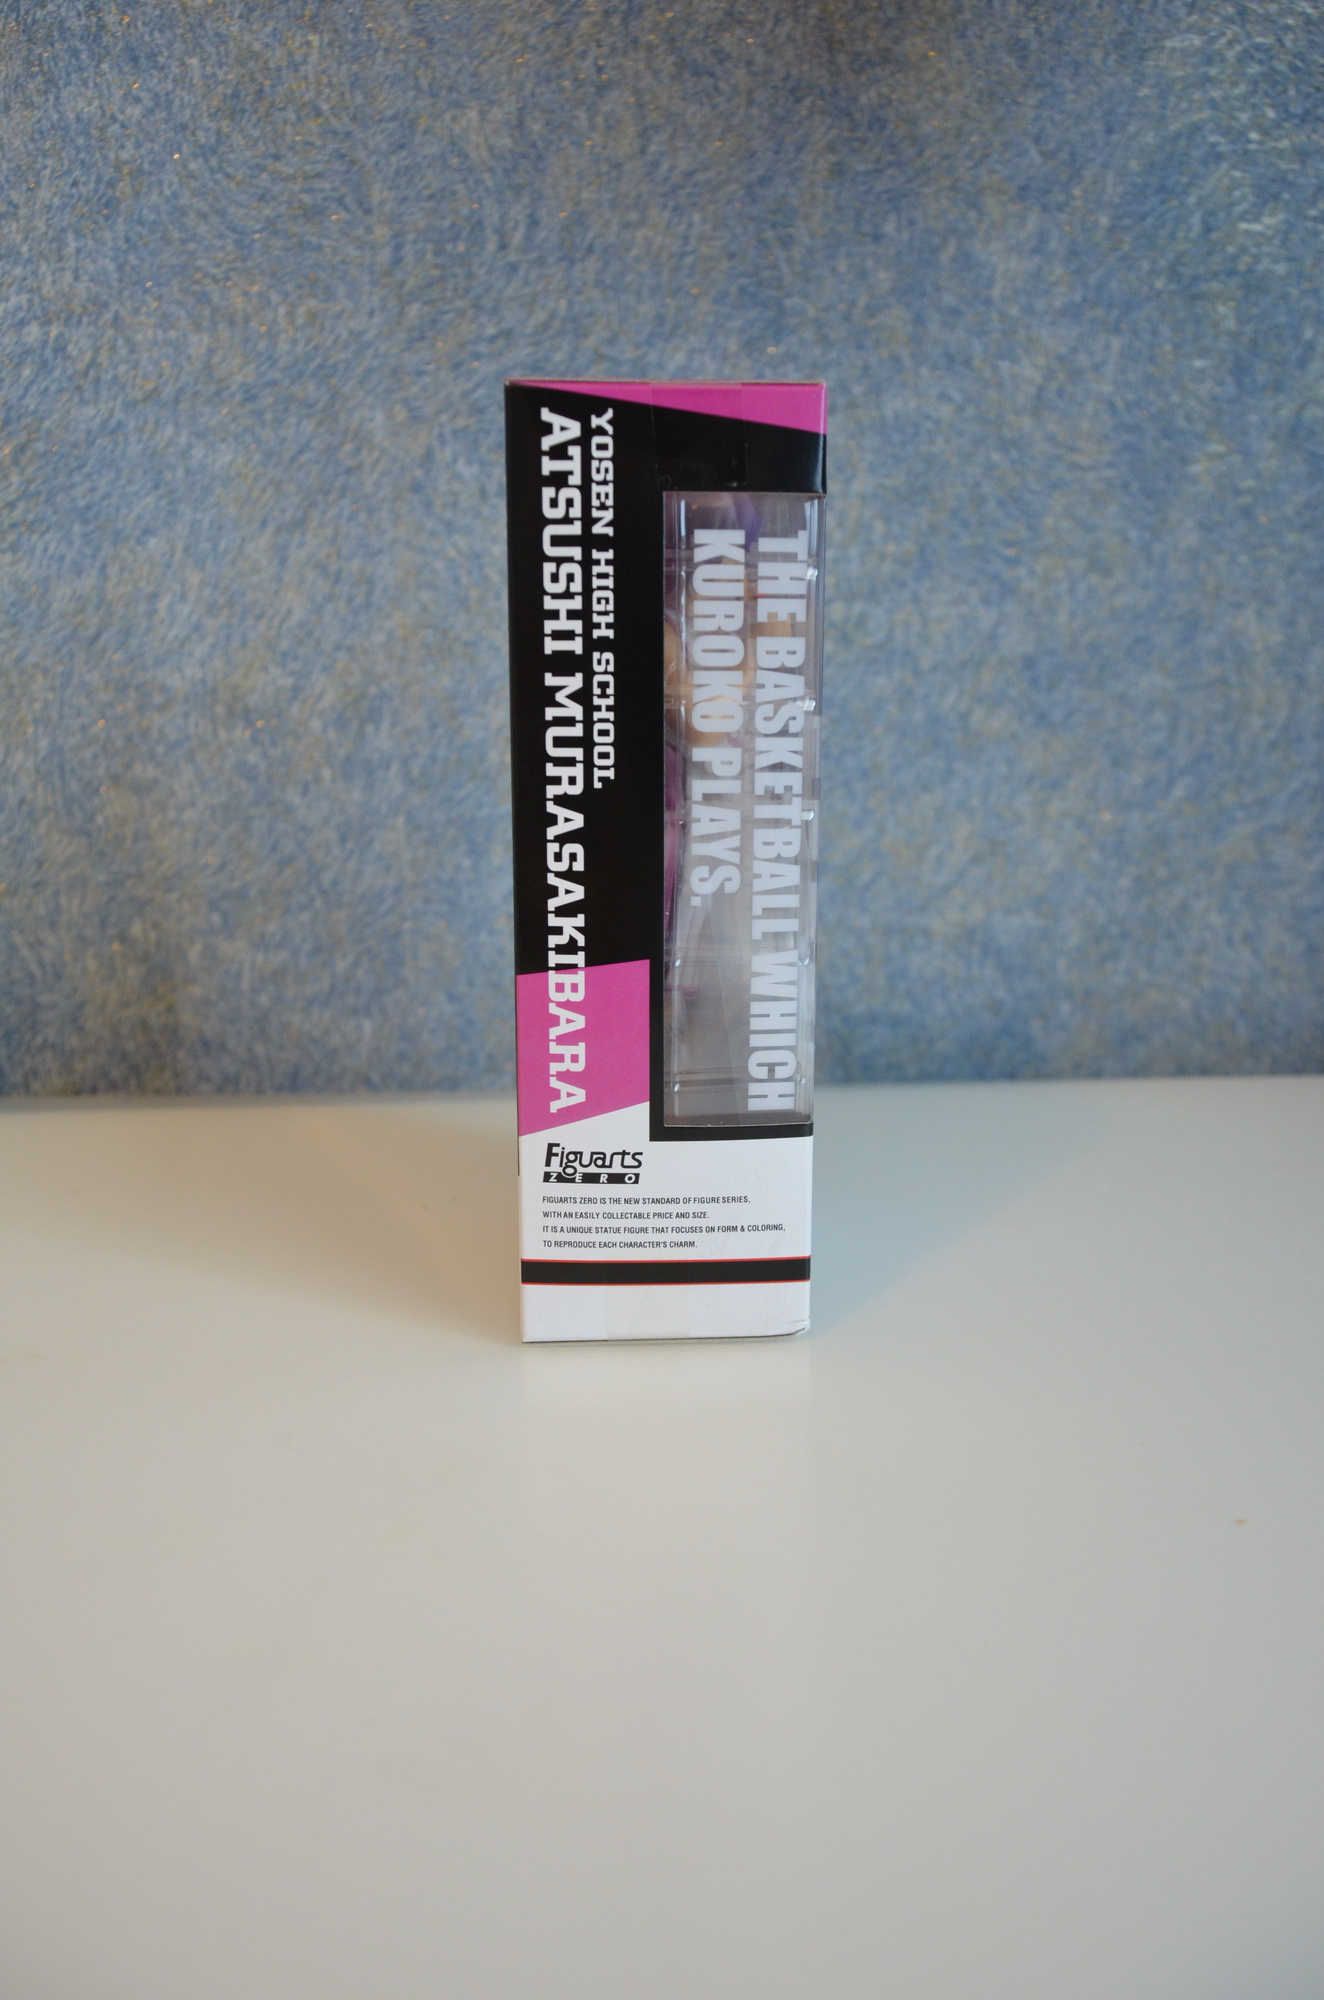 YOSEN HIGH SCHOOL
ATSUSHI MURASAKIBARA
THE BASKETBALL WHICH
KUROKO PLAYS.
Figuarts
ZERO
FIGUARTS ZERO IS THE NEW STANDARD OF FIGURE SERIES,
WITH AN EASILY COLLECTABLE PRICE AND SIZE.
IT IS A UNIQUE STATUE FIGURE THAT FOCUSES ON FORM & COLORING,
TO REPRODUCE EACH CHARACTER'S CHARM.